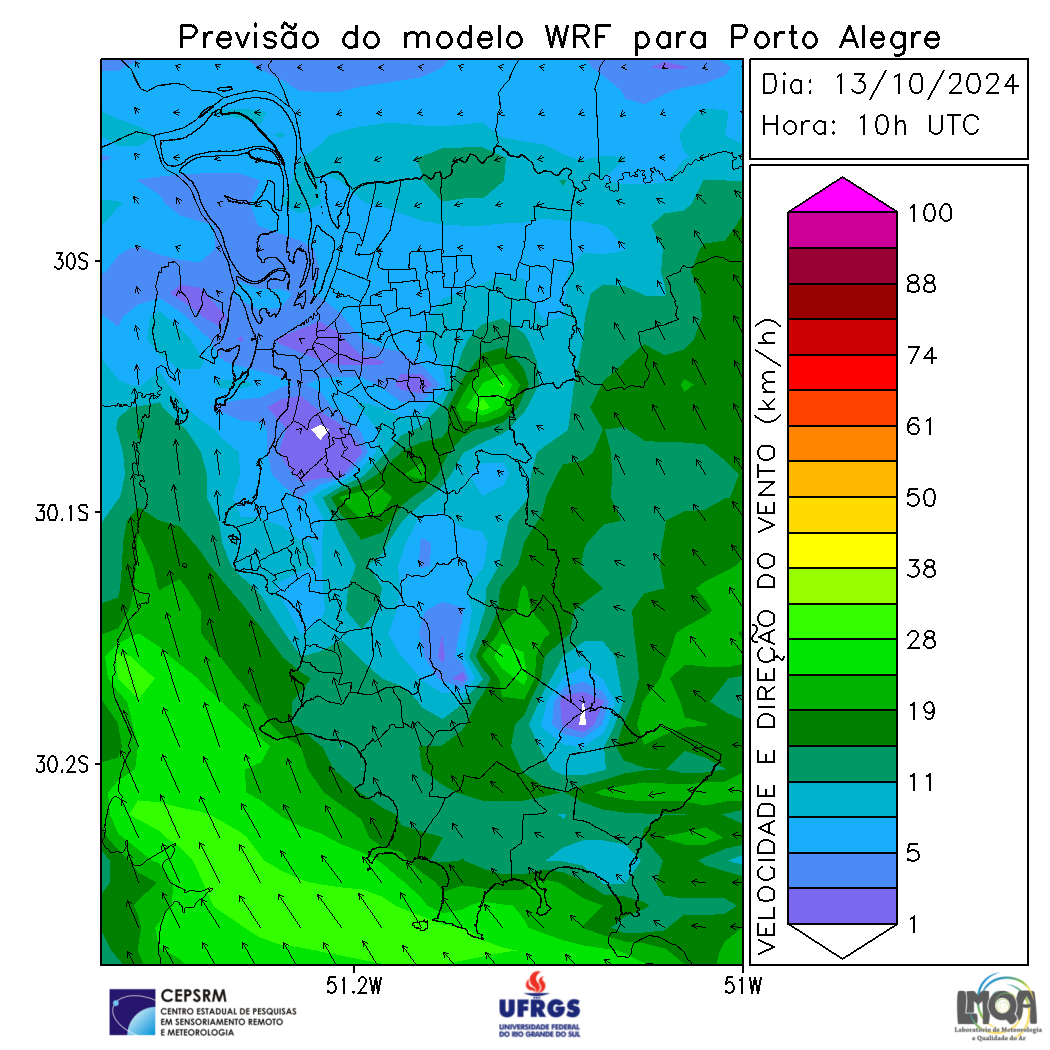 Previsão do modelo WRF para Porto Alegre
Dia: 13/10/2024
Hora: 10h UTC
30S
30.1S
30.2S
51.2W
51W
VELOCIDADE E DIREÇÃO DO VENTO (km/h)
100
88
74
61
50
38
28
19
11
5
1
CEPSRM
CENTRO ESTADUAL DE PESQUISAS
EM SENSORIAMENTO REMOTO
E METEOROLOGIA
UFRGS
UNIVERSIDADE FEDERAL
DO RIO GRANDE DO SUL
LMQA
Laboratório de Meteorologia
e Qualidade do Ar